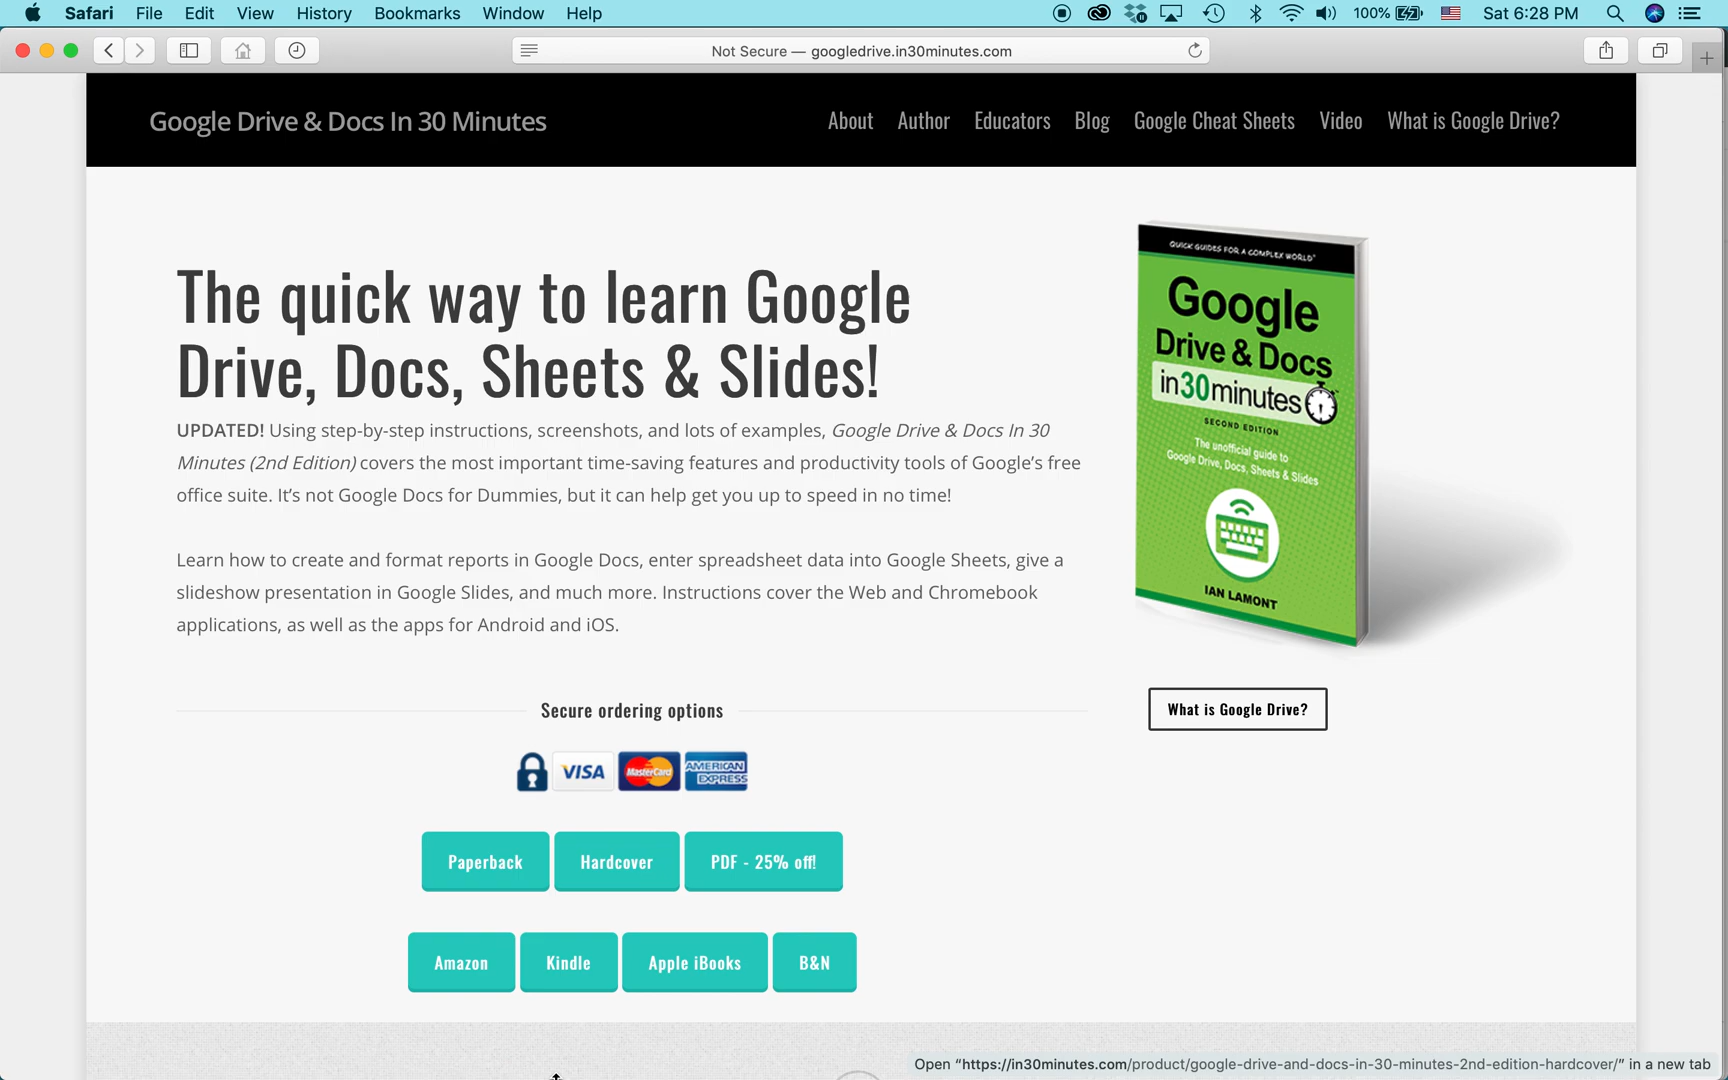 Safari File Edit View History Bookmarks Window Help 100% Sat 6:28 PM
Not Secure — googledrive.in30minutes.com
Google Drive & Docs In 30 Minutes
About Author Educators Blog Google Cheat Sheets Video What is Google Drive?
The quick way to learn Google
Drive, Docs, Sheets & Slides!
UPDATED! Using step-by-step instructions, screenshots, and lots of examples, Google Drive & Docs In 30
Minutes (2nd Edition) covers the most important time-saving features and productivity tools of Google’s free
office suite. It’s not Google Docs for Dummies, but it can help get you up to speed in no time!
Learn how to create and format reports in Google Docs, enter spreadsheet data into Google Sheets, give a
slideshow presentation in Google Slides, and much more. Instructions cover the Web and Chromebook
applications, as well as the apps for Android and iOS.
QUICK GUIDES FOR A COMPLEX WORLD®
Google
Drive & Docs
in30minutes
SECOND EDITION
The unofficial guide to
Google Drive, Docs, Sheets & Slides
IAN LAMONT
What is Google Drive?
Secure ordering options
VISA MasterCard AMERICAN EXPRESS
Paperback Hardcover PDF - 25% off!
Amazon Kindle Apple iBooks B&N
Open “https://in30minutes.com/product/google-drive-and-docs-in-30-minutes-2nd-edition-hardcover/” in a new tab